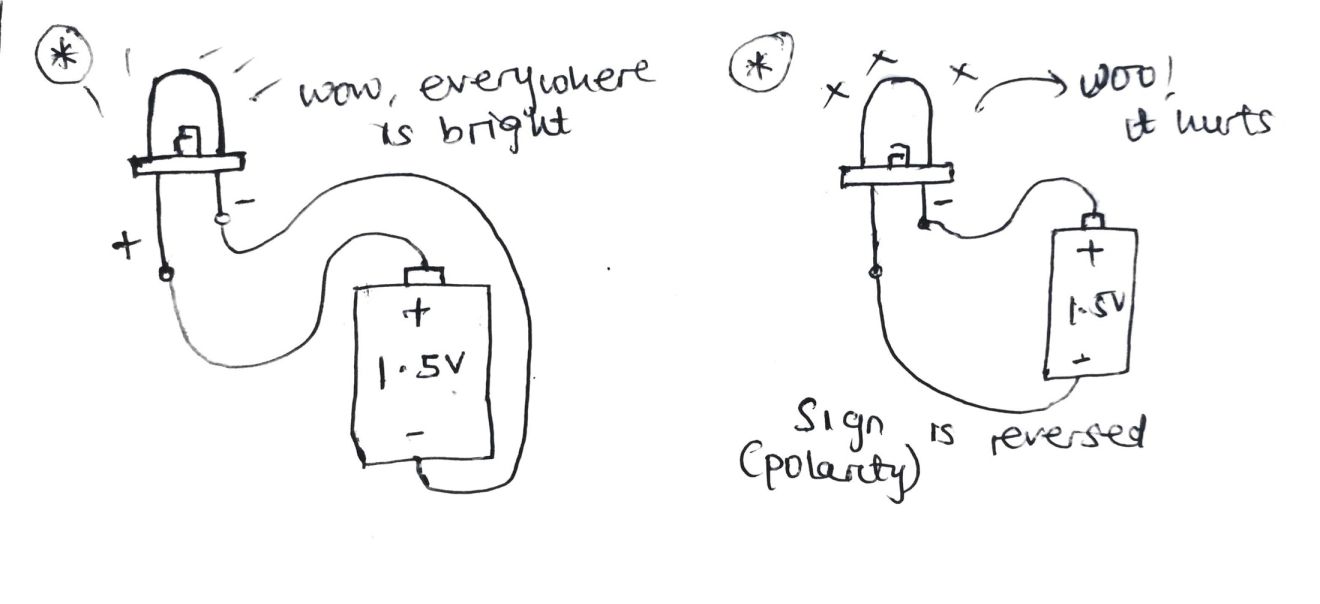 *
wow, everywhere
is bright
-
+
+
1.5V
-
*
woo!
it hurts
-
+
1.5V
-
Sign is reversed
(polarity)